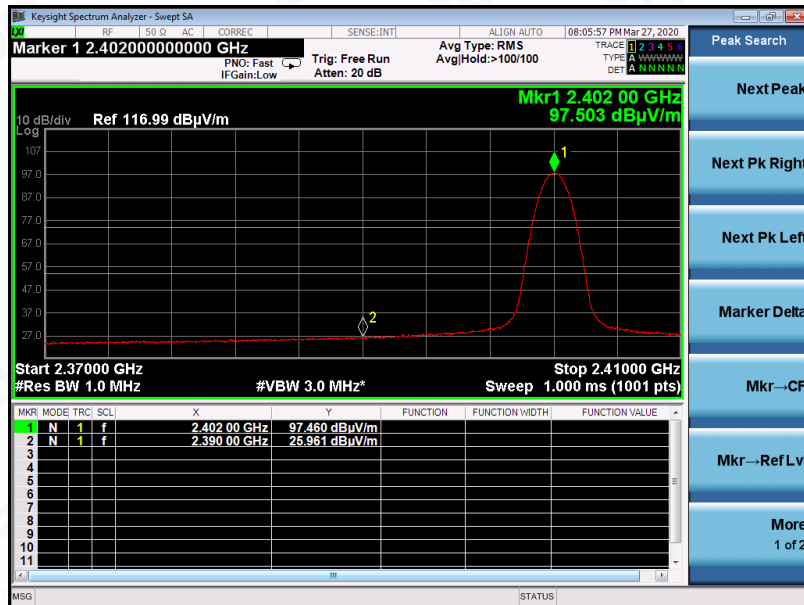 Keysight Spectrum Analyzer - Swept SA
LXI RF 50 Ω AC CORREC SENSE:INT ALIGN AUTO 08:05:57 PM Mar 27, 2020
Marker 1 2.402000000000 GHz
PNO: Fast
IFGain:Low
Trig: Free Run
Atten: 20 dB
Avg Type: RMS
Avg|Hold:>100/100
TRACE 1 2 3 4 5 6
TYPE A WWWWW
DET A N N N N N
Mkr1 2.402 00 GHz
97.503 dBµV/m
10 dB/div Ref 116.99 dBµV/m
Log
107
97.0
87.0
77.0
67.0
57.0
47.0
37.0
27.0
1
2
Start 2.37000 GHz Stop 2.41000 GHz
#Res BW 1.0 MHz #VBW 3.0 MHz* Sweep 1.000 ms (1001 pts)
MKR MODE TRC SCL X Y FUNCTION FUNCTION WIDTH FUNCTION VALUE
1 N 1 f 2.402 00 GHz 97.460 dBµV/m
2 N 1 f 2.390 00 GHz 25.961 dBµV/m
3
4
5
6
7
8
9
10
11
MSG STATUS
Peak Search
Next Peak
Next Pk Right
Next Pk Left
Marker Delta
Mkr→CF
Mkr→Ref Lv
More
1 of 2